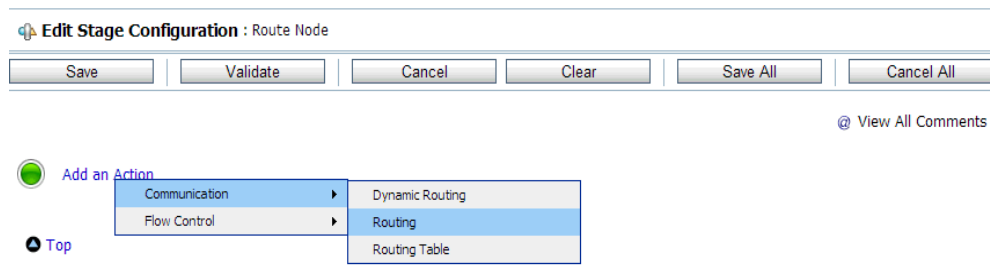 Edit Stage Configuration : Route Node
Save Validate Cancel Clear Save All Cancel All
@ View All Comments
Add an Action
Communication Dynamic Routing
Flow Control Routing
Top Routing Table